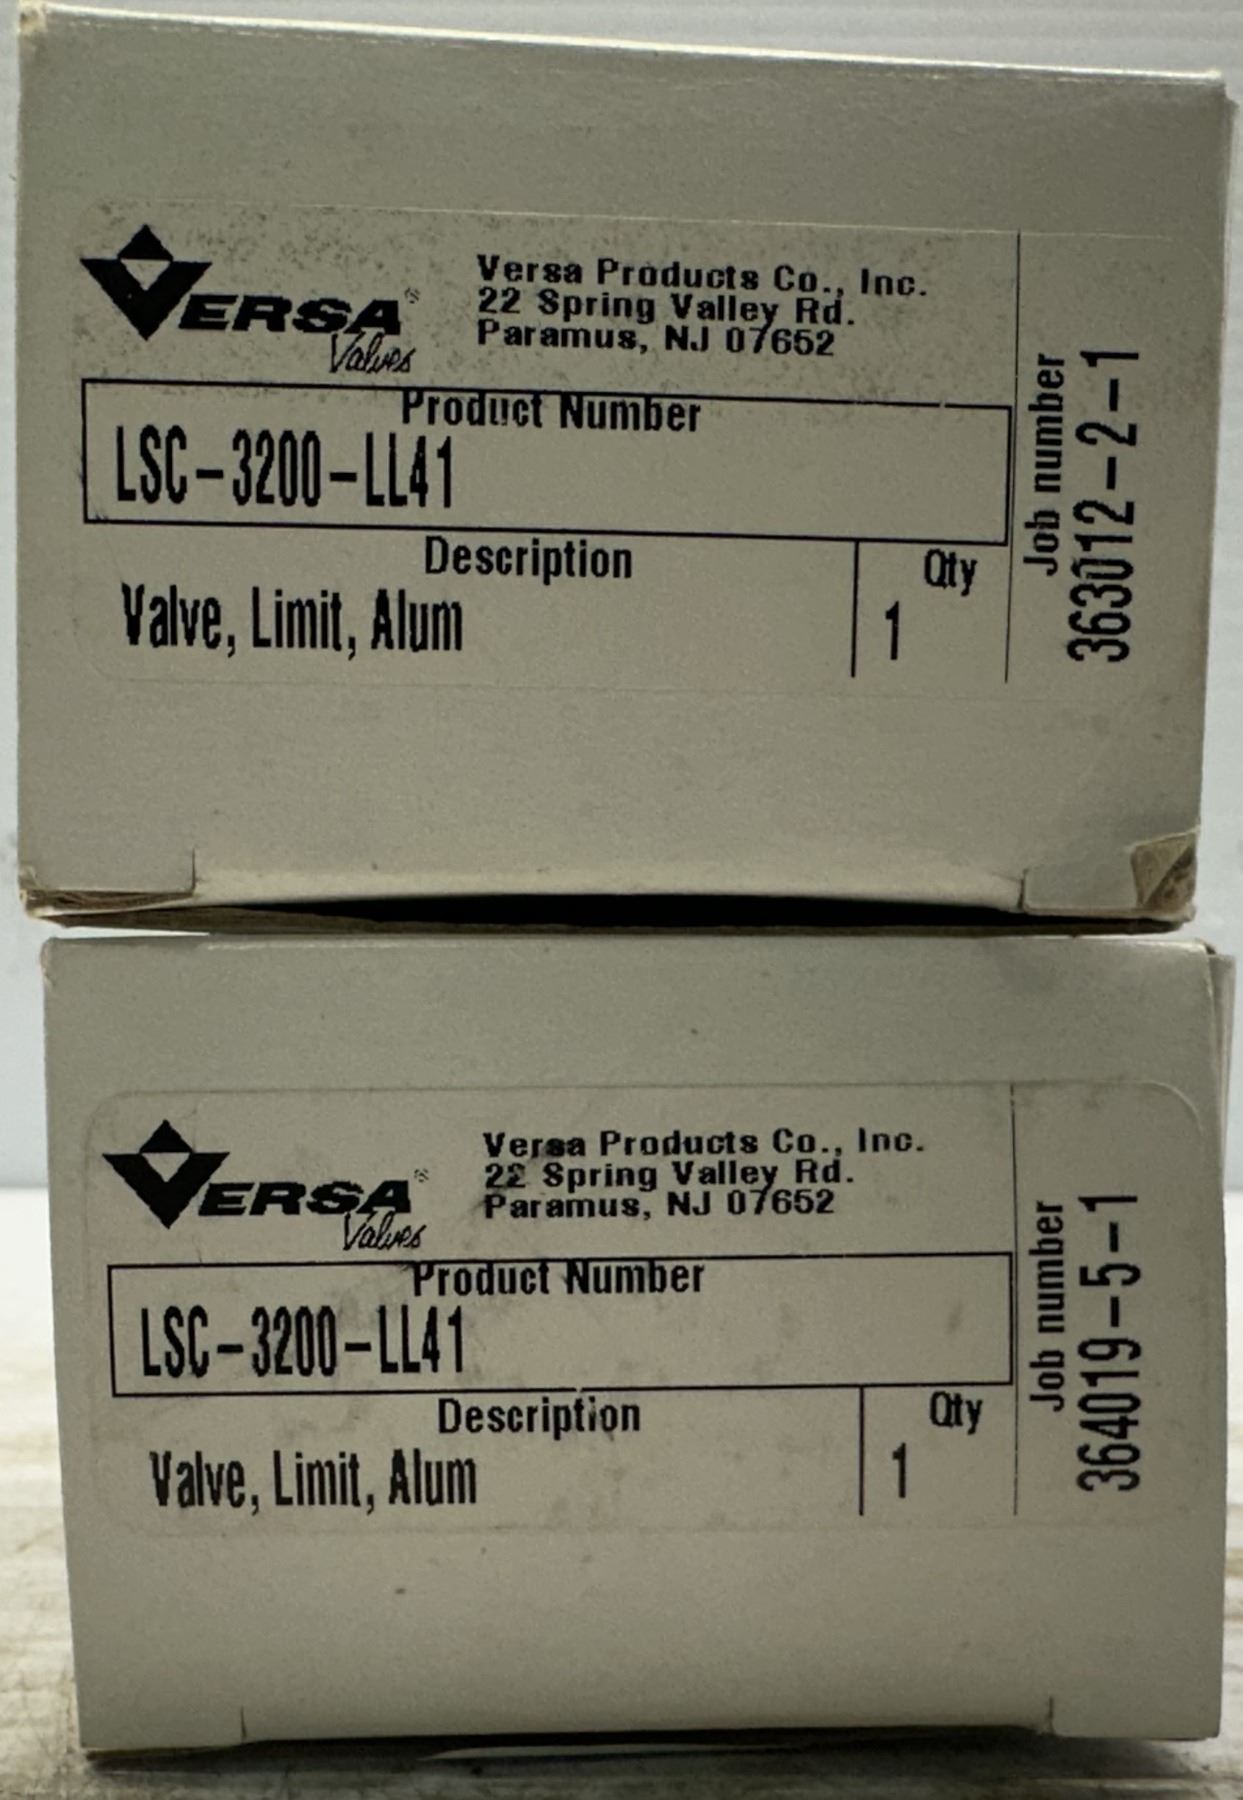 VERSA®
Valves
Versa Products Co., Inc.
22 Spring Valley Rd.
Paramus, NJ 07652
Product Number
LSC-3200-LL41
Description
Qty
Valve, Limit, Alum
1
Job number
363012-2-1
VERSA®
Valves
Versa Products Co., Inc.
22 Spring Valley Rd.
Paramus, NJ 07652
Product Number
LSC-3200-LL41
Description
Qty
Valve, Limit, Alum
1
Job number
364019-5-1